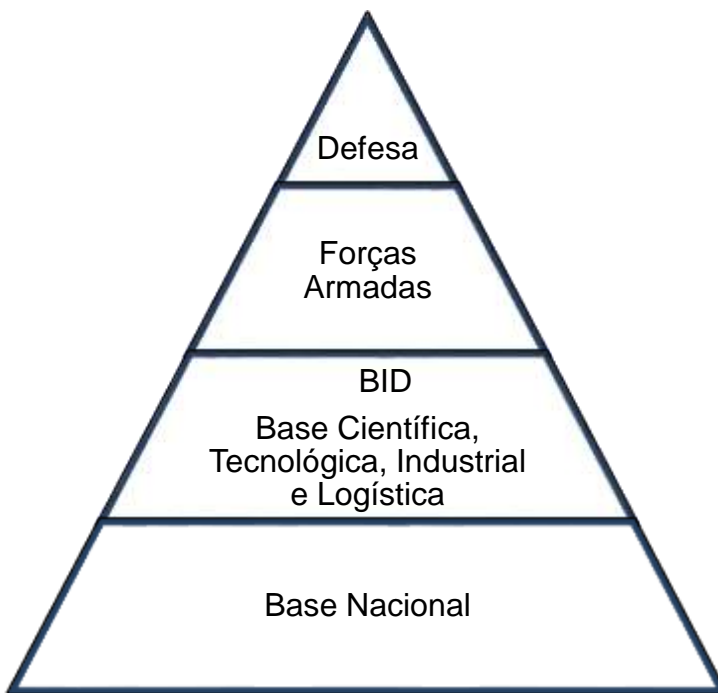 Defesa
Forças
Armadas
BID
Base Científica,
Tecnológica, Industrial
e Logística
Base Nacional